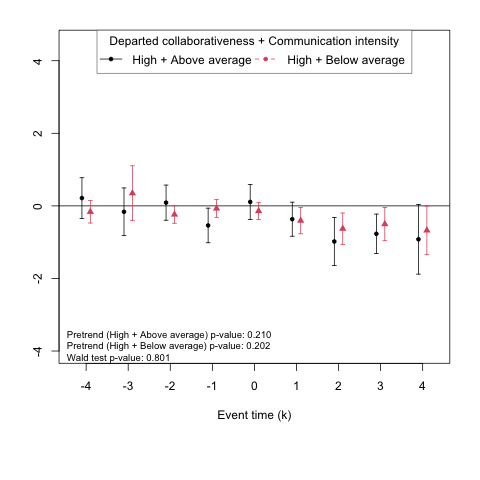 Departed collaborativeness + Communication intensity
High + Above average High + Below average
4
2
0
-2
-4
Pretrend (High + Above average) p-value: 0.210
Pretrend (High + Below average) p-value: 0.202
Wald test p-value: 0.801
-4 -3 -2 -1 0 1 2 3 4
Event time (k)